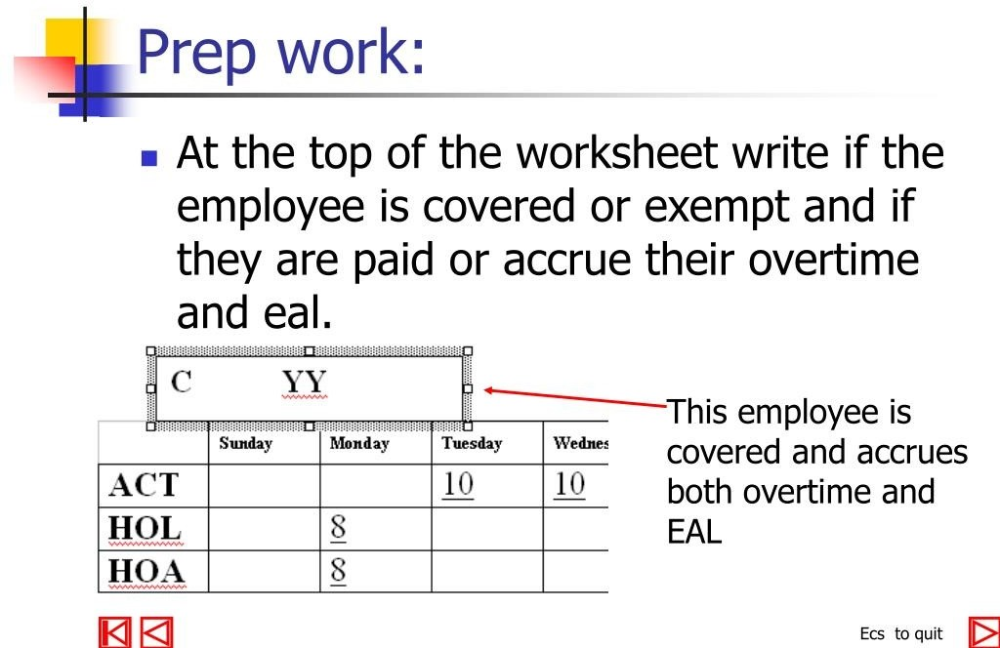 Prep work:
At the top of the worksheet write if the
employee is covered or exempt and if
they are paid or accrue their overtime
and eal.
C YY
This employee is
covered and accrues
both overtime and
EAL
Sunday Monday Tuesday Wednes
ACT 10 10
HOL 8
HOA 8
Ecs to quit